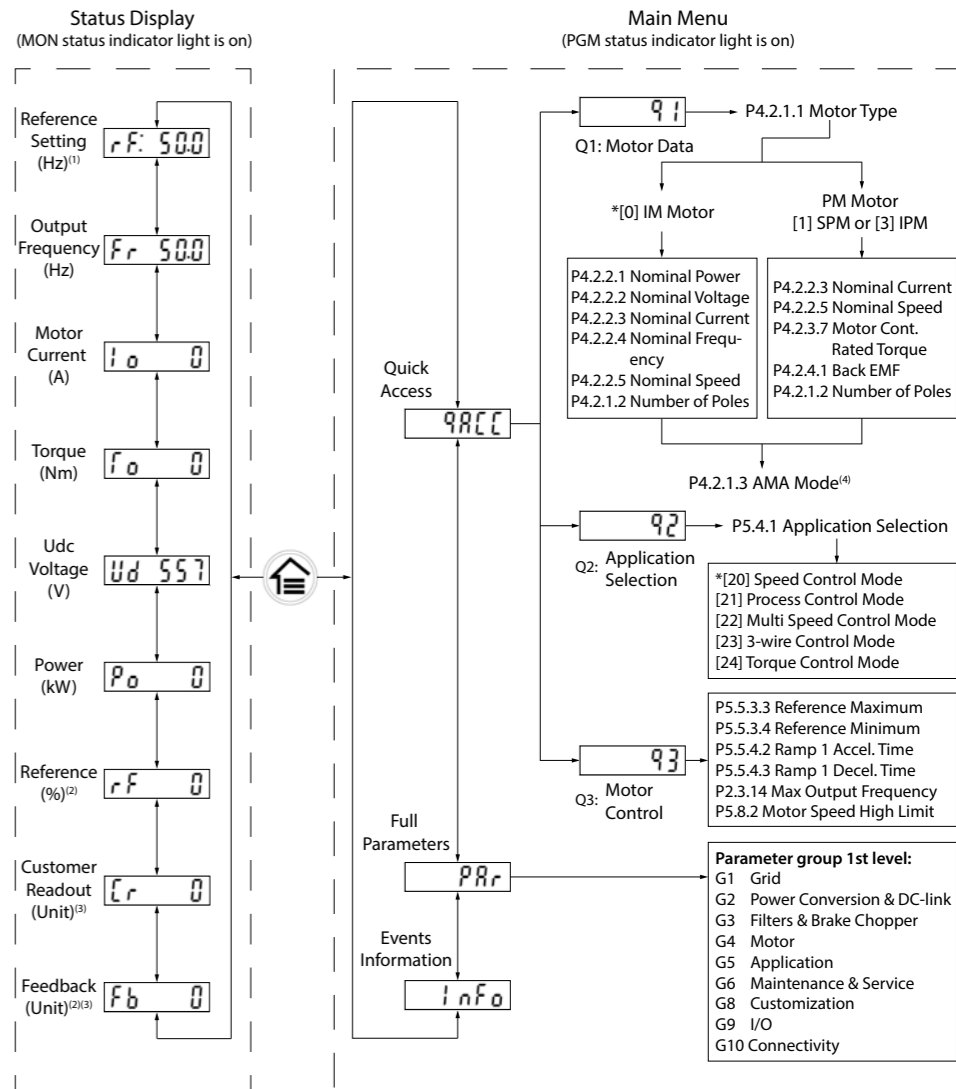 Status Display
(MON status indicator light is on)
Reference
Setting
(Hz)(1)
rF: 50.0
Output
Frequency
(Hz)
Fr 50.0
Motor
Current
(A)
Io 0
Torque
(Nm)
To 0
Udc
Voltage
(V)
Ud 557
Power
(kW)
Po 0
Reference
(%)(2)
rF 0
Customer
Readout
(Unit)(3)
Cr 0
Feedback
(Unit)(2)(3)
Fb 0
Main Menu
(PGM status indicator light is on)
Quick
Access
qACC
Full
Parameters
PAr
Events
Information
InFo
q1
Q1: Motor Data
P4.2.1.1 Motor Type
*[0] IM Motor
PM Motor
[1] SPM or [3] IPM
P4.2.2.1 Nominal Power
P4.2.2.2 Nominal Voltage
P4.2.2.3 Nominal Current
P4.2.2.4 Nominal Frequ-
ency
P4.2.2.5 Nominal Speed
P4.2.1.2 Number of Poles
P4.2.2.3 Nominal Current
P4.2.2.5 Nominal Speed
P4.2.3.7 Motor Cont.
Rated Torque
P4.2.4.1 Back EMF
P4.2.1.2 Number of Poles
P4.2.1.3 AMA Mode(4)
q2
Q2: Application
Selection
P5.4.1 Application Selection
*[20] Speed Control Mode
[21] Process Control Mode
[22] Multi Speed Control Mode
[23] 3-wire Control Mode
[24] Torque Control Mode
q3
Q3: Motor
Control
P5.5.3.3 Reference Maximum
P5.5.3.4 Reference Minimum
P5.5.4.2 Ramp 1 Accel. Time
P5.5.4.3 Ramp 1 Decel. Time
P2.3.14 Max Output Frequency
P5.8.2 Motor Speed High Limit
Parameter group 1st level:
G1 Grid
G2 Power Conversion & DC-link
G3 Filters & Brake Chopper
G4 Motor
G5 Application
G6 Maintenance & Service
G8 Customization
G9 I/O
G10 Connectivity